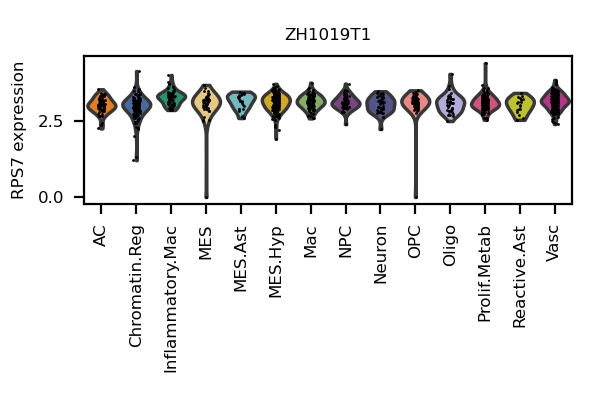 ZH1019T1
RPS7 expression
2.5
0.0
AC
Chromatin.Reg
Inflammatory.Mac
MES
MES.Ast
MES.Hyp
Mac
NPC
Neuron
OPC
Oligo
Prolif.Metab
Reactive.Ast
Vasc